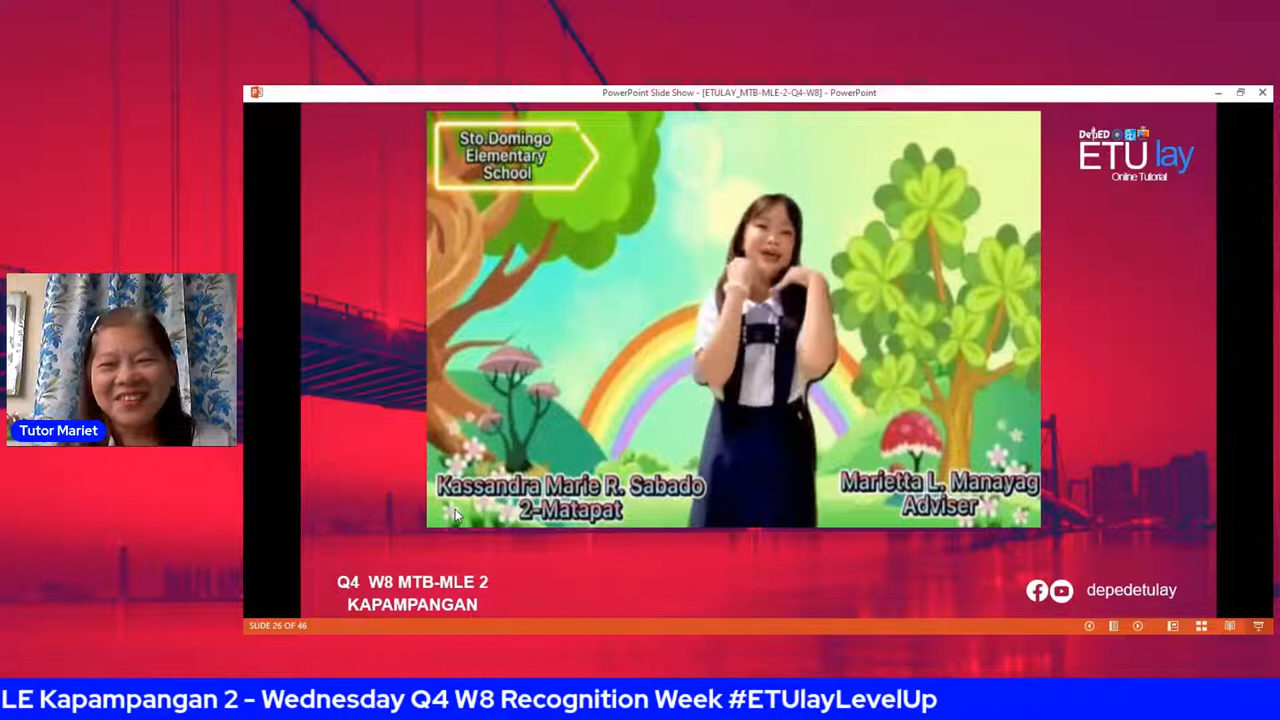 PowerPoint Slide Show - [ETULAY_MTB-MLE-2-Q4-W8] - PowerPoint
Sto.Domingo
Elementary
School
DepED
ETUlay
Online Tutorial
Tutor Mariet
Kassandra Marie R. Sabado
2-Matapat
Marietta L. Manayag
Adviser
Q4 W8 MTB-MLE 2
KAPAMPANGAN
depedetulay
SLIDE 26 OF 46
LE Kapampangan 2 - Wednesday Q4 W8 Recognition Week #ETUlayLevelUp